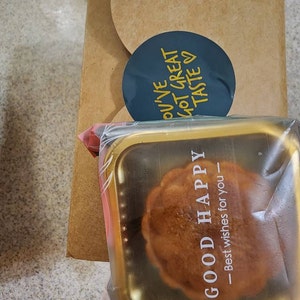 YOU'VE
GOT GREAT
TASTE
GOOD HAPPY
— Best wishes for you —